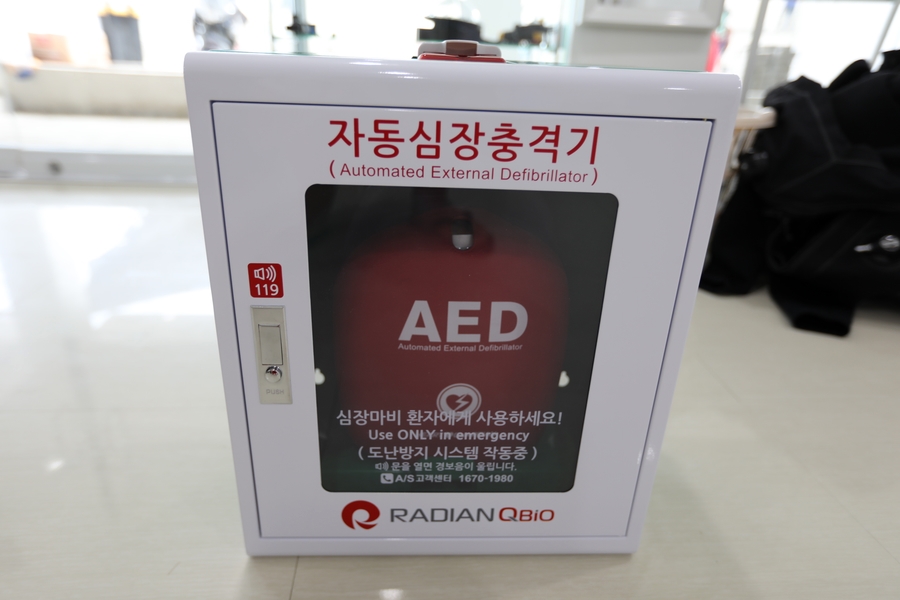 자동심장충격기
(Automated External Defibrillator)
119
PUSH
AED
Automated External Defibrillator
심장마비 환자에게 사용하세요!
Use ONLY in emergency
( 도난방지 시스템 작동중 )
문을 열면 경보음이 울립니다.
A/S고객센터 1670-1980
RADIAN QBIO